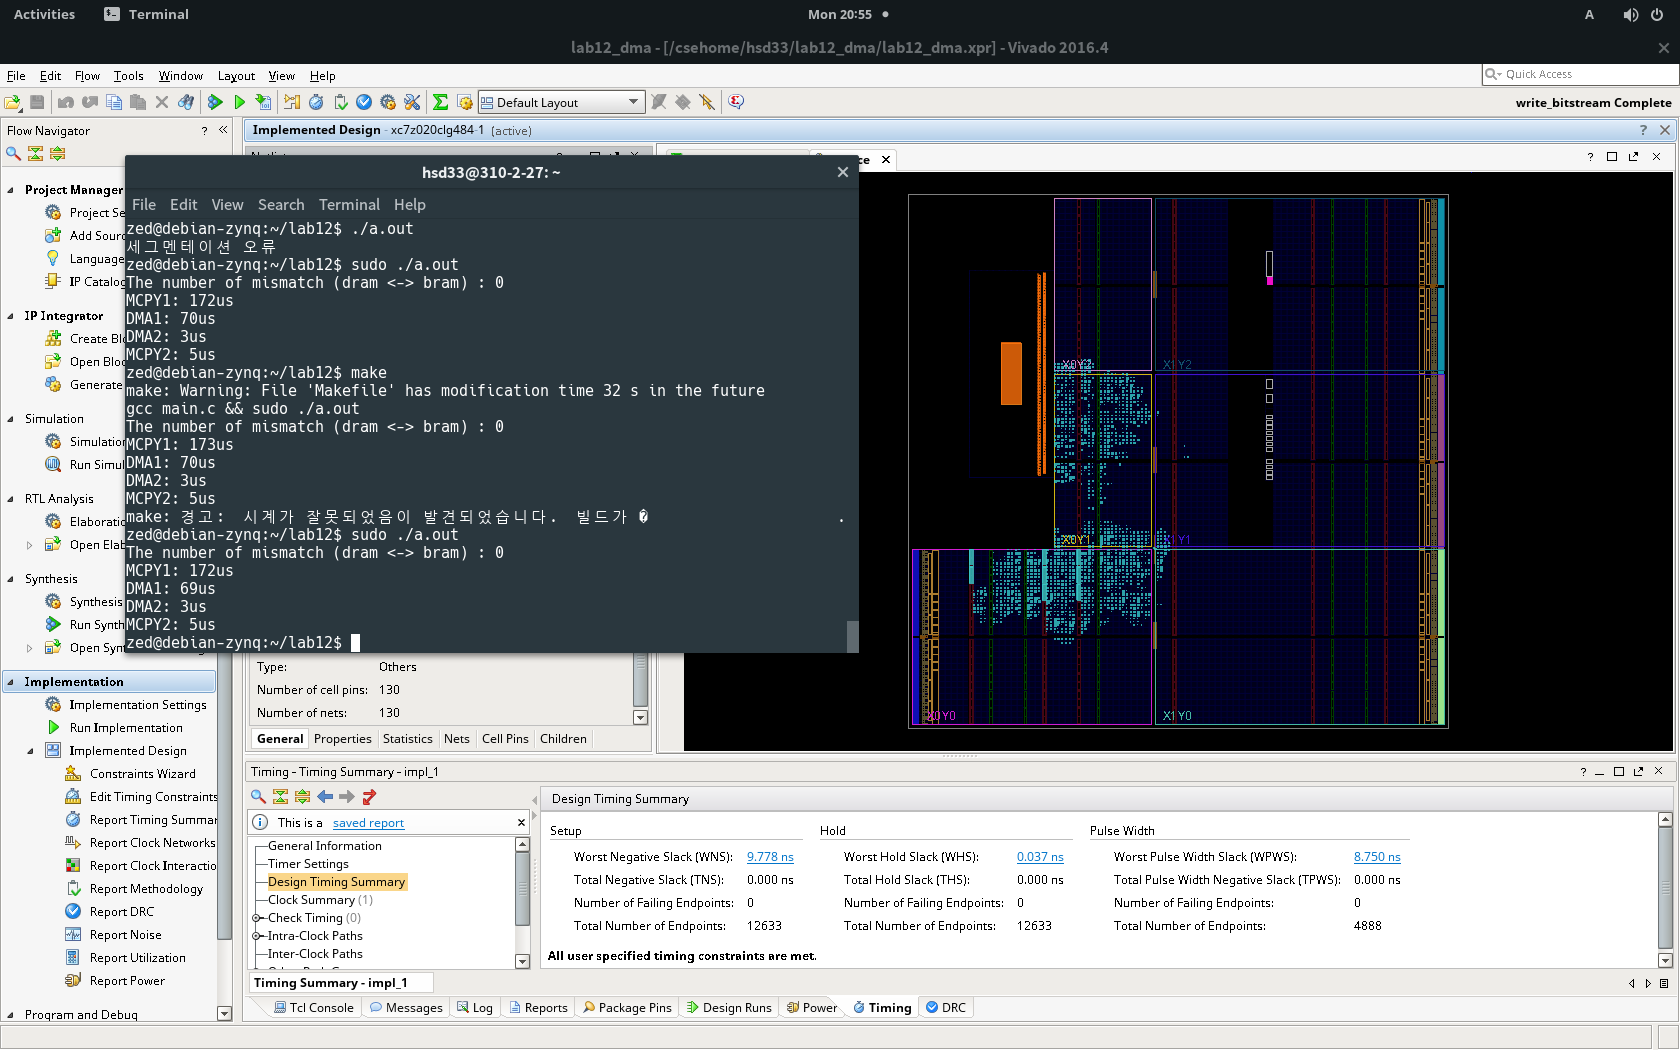 Activities
Terminal
Mon 20:55
A
lab12_dma - [/csehome/hsd33/lab12_dma/lab12_dma.xpr] - Vivado 2016.4
File Edit Flow Tools Window Layout View Help
Quick Access
Default Layout
write_bitstream Complete
Flow Navigator
Implemented Design - xc7z020clg484-1 (active)
Project Manager
Project Se
Add Sourc
Language
IP Catalog
IP Integrator
Create Blo
Open Bloc
Generate
Simulation
Simulation
Run Simul
RTL Analysis
Elaboratio
Open Elab
Synthesis
Synthesis
Run Synth
Open Syn
Implementation
Implementation Settings
Run Implementation
Implemented Design
Constraints Wizard
Edit Timing Constraints
Report Timing Summar
Report Clock Networks
Report Clock Interactio
Report Methodology
Report DRC
Report Noise
Report Utilization
Report Power
Program and Debug
hsd33@310-2-27: ~
File Edit View Search Terminal Help
zed@debian-zynq:~/lab12$ ./a.out
세그멘테이션 오류
zed@debian-zynq:~/lab12$ sudo ./a.out
The number of mismatch (dram <-> bram) : 0
MCPY1: 172us
DMA1: 70us
DMA2: 3us
MCPY2: 5us
zed@debian-zynq:~/lab12$ make
make: Warning: File 'Makefile' has modification time 32 s in the future
gcc main.c && sudo ./a.out
The number of mismatch (dram <-> bram) : 0
MCPY1: 173us
DMA1: 70us
DMA2: 3us
MCPY2: 5us
make: 경고: 시계가 잘못되었음이 발견되었습니다. 빌드가 � .
zed@debian-zynq:~/lab12$ sudo ./a.out
The number of mismatch (dram <-> bram) : 0
MCPY1: 172us
DMA1: 69us
DMA2: 3us
MCPY2: 5us
zed@debian-zynq:~/lab12$
ce
X0Y2
X1Y2
X0Y1
X1Y1
X0Y0
X1Y0
Type: Others
Number of cell pins: 130
Number of nets: 130
General Properties Statistics Nets Cell Pins Children
Timing - Timing Summary - impl_1
This is a saved report
General Information
Timer Settings
Design Timing Summary
Clock Summary (1)
Check Timing (0)
Intra-Clock Paths
Inter-Clock Paths
Design Timing Summary
Setup Hold Pulse Width
Worst Negative Slack (WNS): 9.778 ns Worst Hold Slack (WHS): 0.037 ns Worst Pulse Width Slack (WPWS): 8.750 ns
Total Negative Slack (TNS): 0.000 ns Total Hold Slack (THS): 0.000 ns Total Pulse Width Negative Slack (TPWS): 0.000 ns
Number of Failing Endpoints: 0 Number of Failing Endpoints: 0 Number of Failing Endpoints: 0
Total Number of Endpoints: 12633 Total Number of Endpoints: 12633 Total Number of Endpoints: 4888
All user specified timing constraints are met.
Timing Summary - impl_1
Tcl Console Messages Log Reports Package Pins Design Runs Power Timing DRC